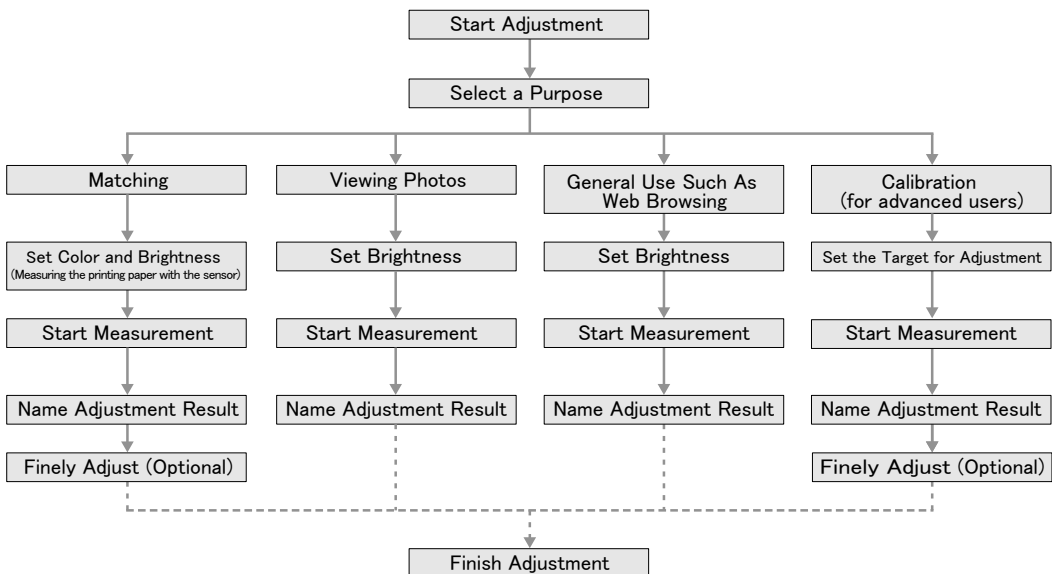 Start Adjustment
Select a Purpose
Matching
Viewing Photos
General Use Such As
Web Browsing
Calibration
(for advanced users)
Set Color and Brightness
(Measuring the printing paper with the sensor)
Set Brightness
Set Brightness
Set the Target for Adjustment
Start Measurement
Start Measurement
Start Measurement
Start Measurement
Name Adjustment Result
Name Adjustment Result
Name Adjustment Result
Name Adjustment Result
Finely Adjust (Optional)
Finely Adjust (Optional)
Finish Adjustment